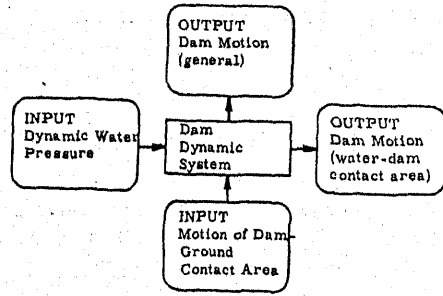 OUTPUT
Dam Motion
(general)
INPUT
Dynamic Water
Pressure
Dam
Dynamic
System
OUTPUT
Dam Motion
(water-dam
contact area)
INPUT
Motion of Dam-
Ground
Contact Area